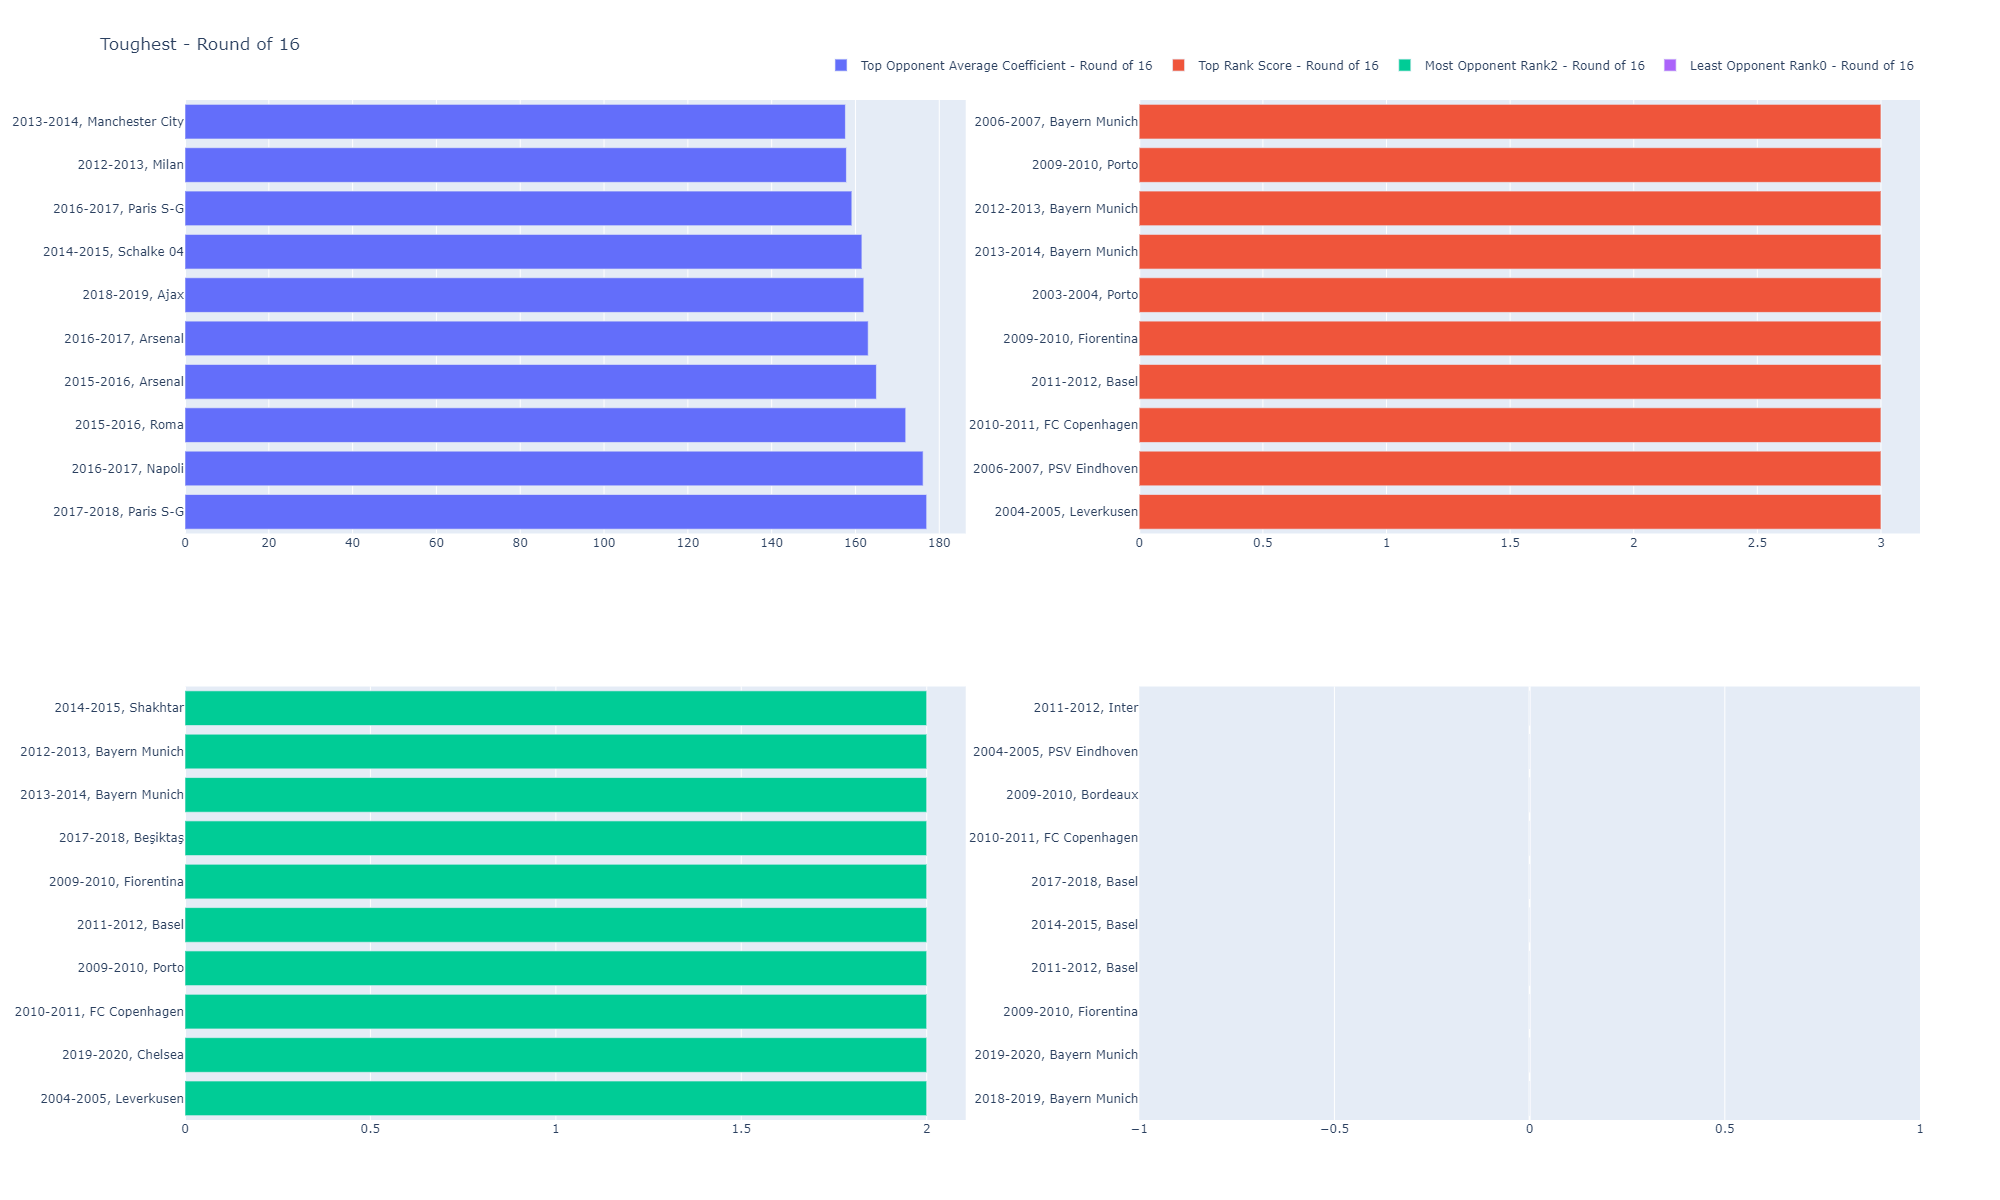 Toughest - Round of 16
Top Opponent Average Coefficient - Round of 16
Top Rank Score - Round of 16
Most Opponent Rank2 - Round of 16
Least Opponent Rank0 - Round of 16
2013-2014, Manchester City
2012-2013, Milan
2016-2017, Paris S-G
2014-2015, Schalke 04
2018-2019, Ajax
2016-2017, Arsenal
2015-2016, Arsenal
2015-2016, Roma
2016-2017, Napoli
2017-2018, Paris S-G
0 20 40 60 80 100 120 140 160 180
2006-2007, Bayern Munich
2009-2010, Porto
2012-2013, Bayern Munich
2013-2014, Bayern Munich
2003-2004, Porto
2009-2010, Fiorentina
2011-2012, Basel
2010-2011, FC Copenhagen
2006-2007, PSV Eindhoven
2004-2005, Leverkusen
0 0.5 1 1.5 2 2.5 3
2014-2015, Shakhtar
2012-2013, Bayern Munich
2013-2014, Bayern Munich
2017-2018, Beşiktaş
2009-2010, Fiorentina
2011-2012, Basel
2009-2010, Porto
2010-2011, FC Copenhagen
2019-2020, Chelsea
2004-2005, Leverkusen
0 0.5 1 1.5 2
2011-2012, Inter
2004-2005, PSV Eindhoven
2009-2010, Bordeaux
2010-2011, FC Copenhagen
2017-2018, Basel
2014-2015, Basel
2011-2012, Basel
2009-2010, Fiorentina
2019-2020, Bayern Munich
2018-2019, Bayern Munich
−1 −0.5 0 0.5 1